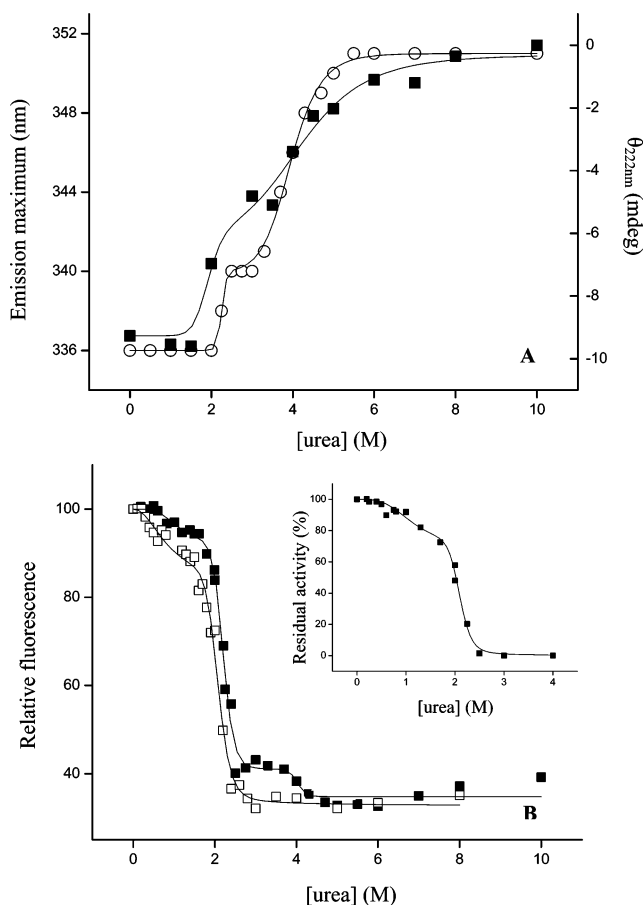 352
348
344
340
336
Emission maximum (nm)
0
-2
-4
-6
-8
-10
θ222nm (mdeg)
A
0 2 4 6 8 10
[urea] (M)
100
80
60
40
Relative fluorescence
100
80
60
40
20
0
Residual activity (%)
0 1 2 3 4
[urea] (M)
B
0 2 4 6 8 10
[urea] (M)